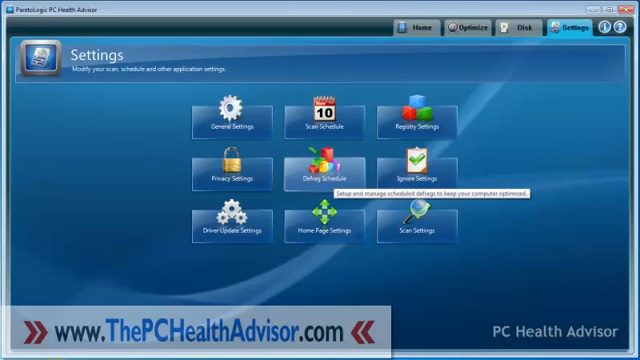 ParetoLogic PC Health Advisor
Home
Optimize
Disk
Settings
Settings
Modify your scan, schedule and other application settings.
General Settings
Nov
10
Scan Schedule
Registry Settings
Privacy Settings
Defrag Schedule
Ignore Settings
Setup and manage scheduled defrags to keep your computer optimized.
Driver Update Settings
Home Page Settings
Scan Settings
www.ThePCHealthAdvisor.com
PC Health Advisor